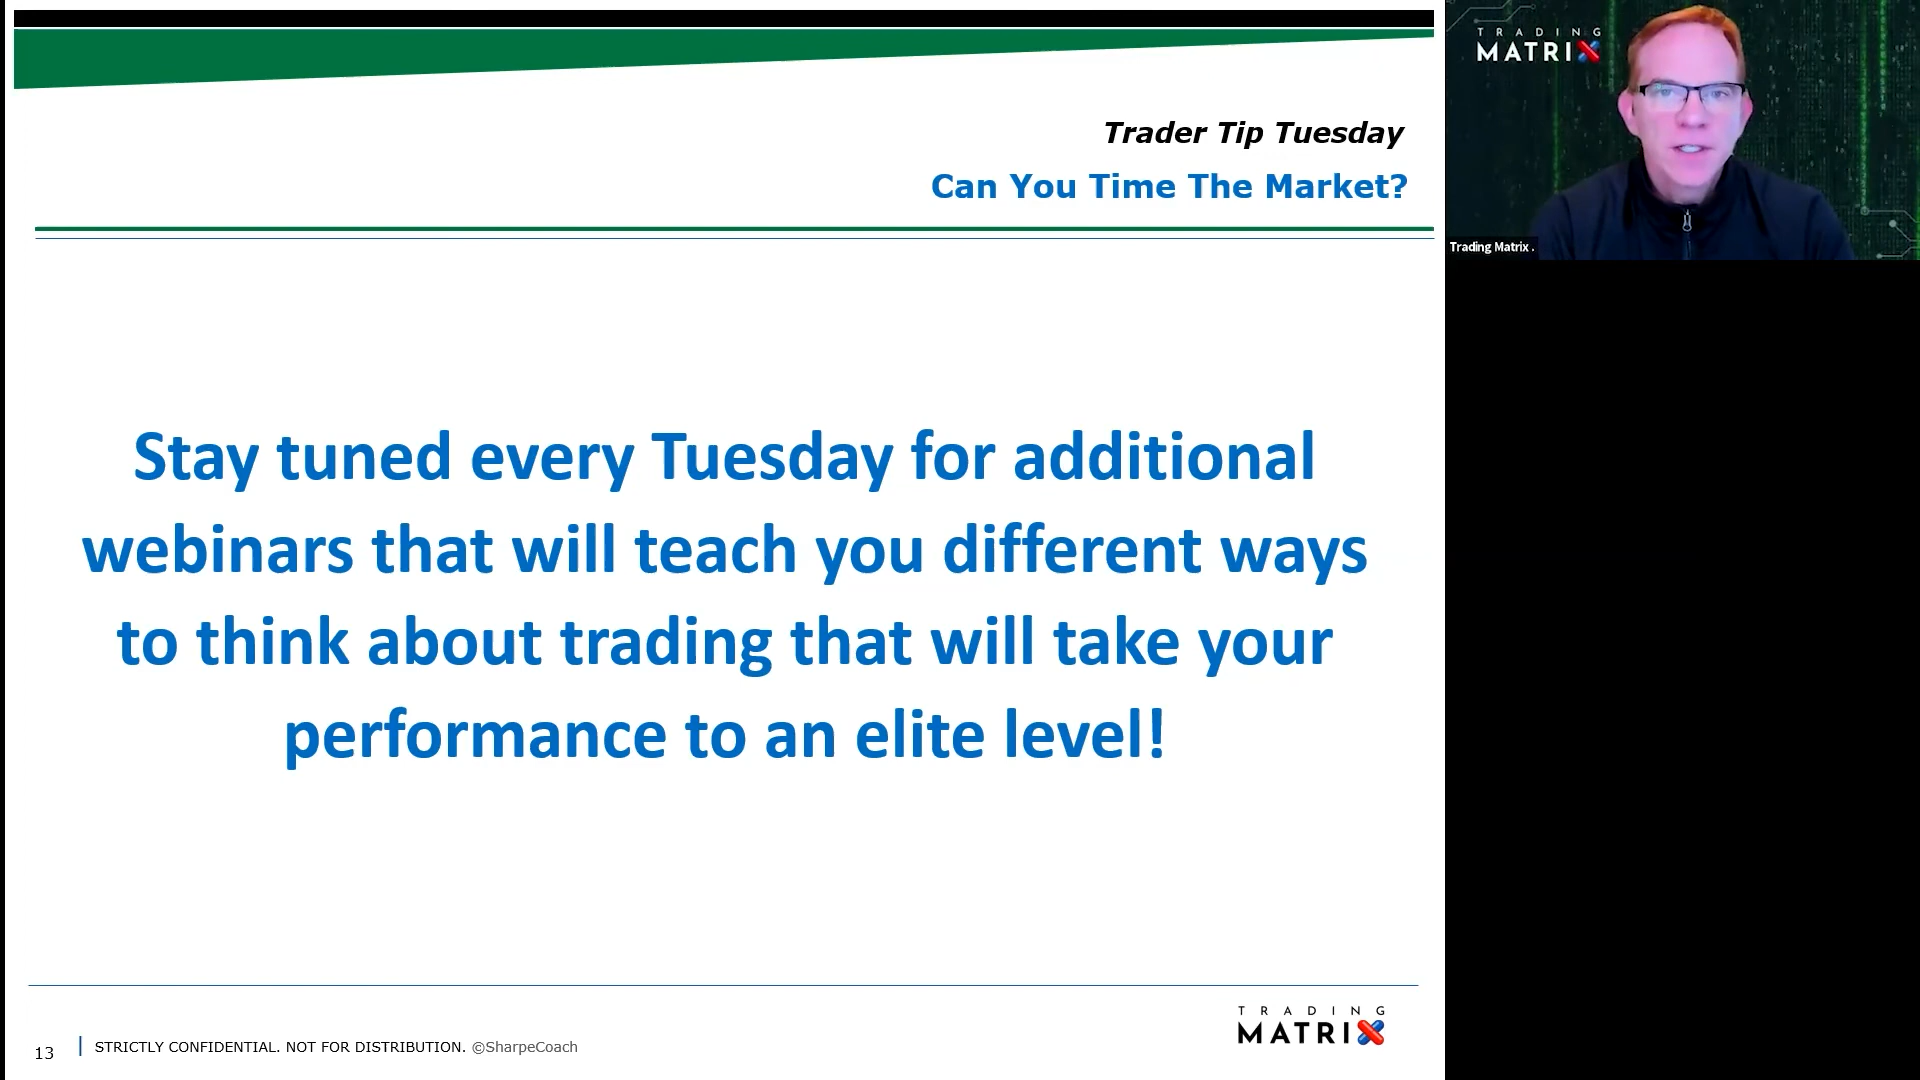 Trader Tip Tuesday
Can You Time The Market?
Stay tuned every Tuesday for additional
webinars that will teach you different ways
to think about trading that will take your
performance to an elite level!
13
STRICTLY CONFIDENTIAL. NOT FOR DISTRIBUTION. ©SharpeCoach
TRADING
MATRIX
TRADING
MATRIX
Trading Matrix .